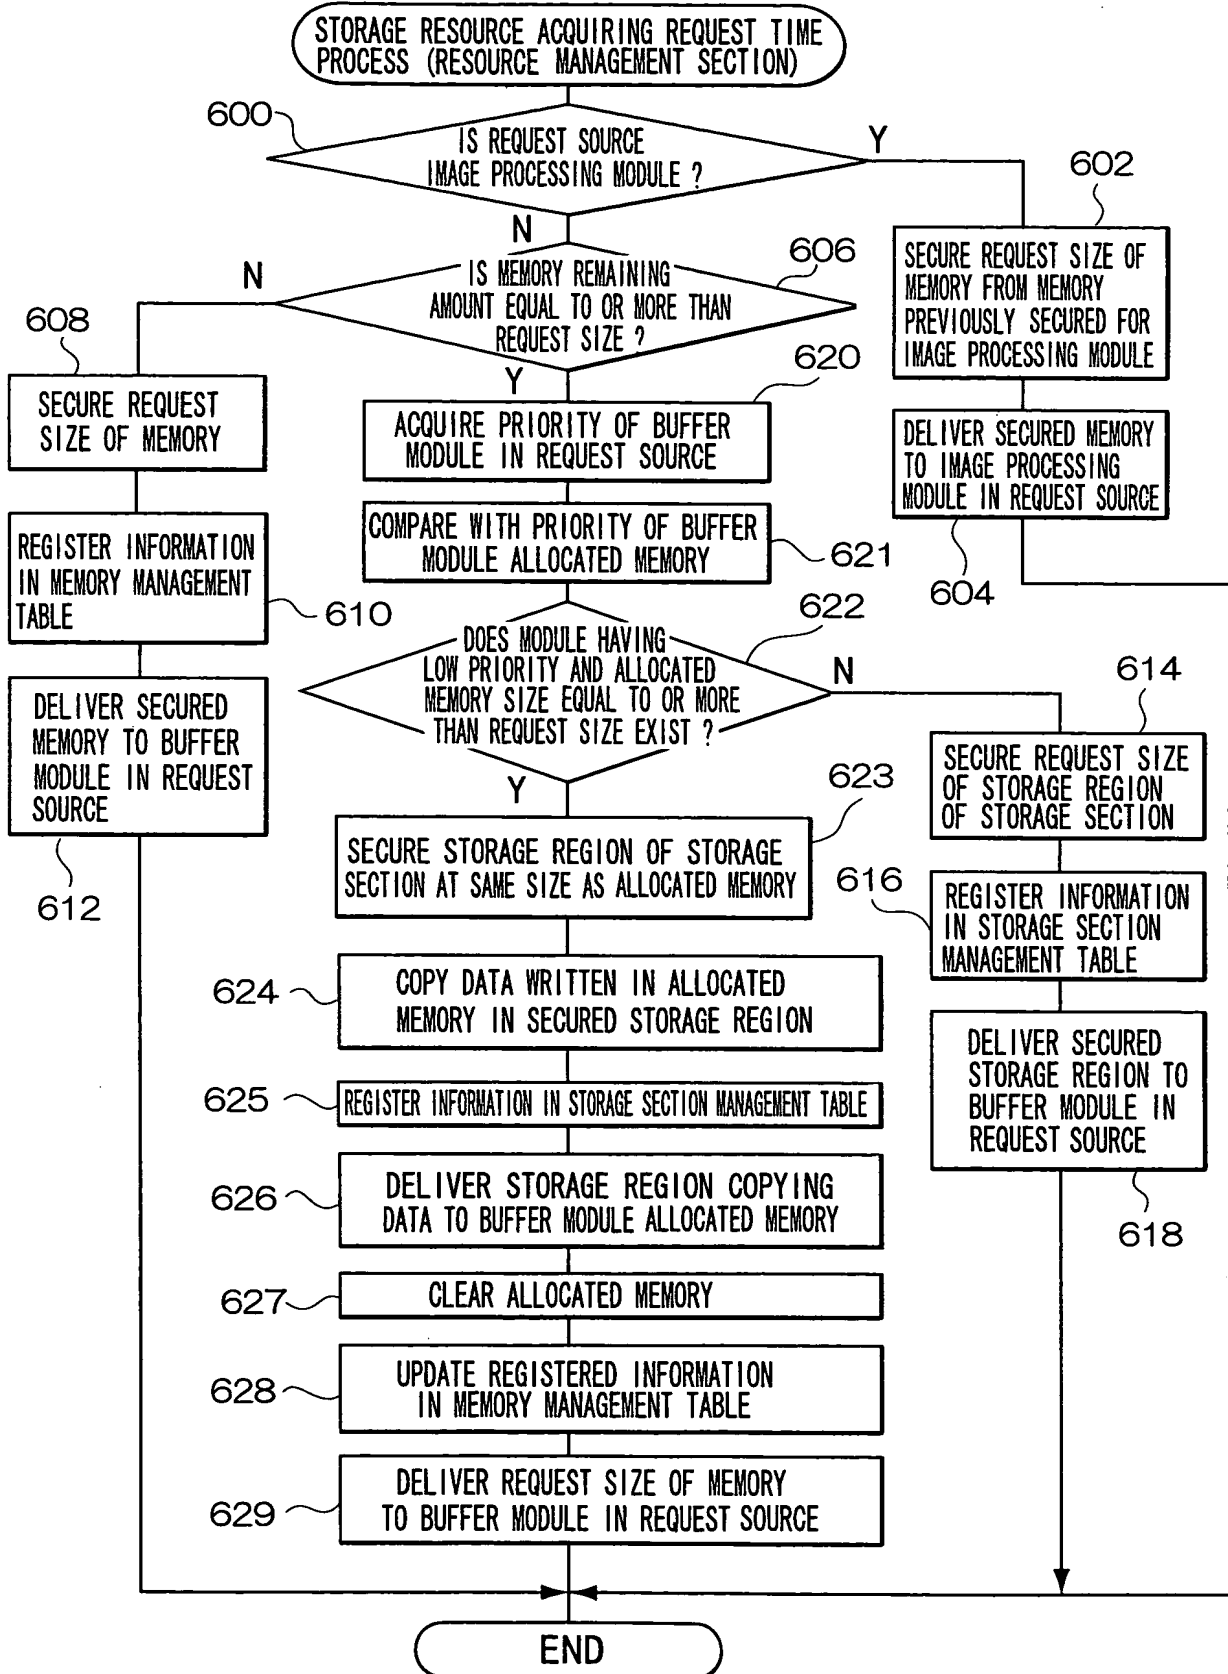 STORAGE RESOURCE ACQUIRING REQUEST TIME
PROCESS (RESOURCE MANAGEMENT SECTION)
600
IS REQUEST SOURCE
IMAGE PROCESSING MODULE ?
Y
N
602
SECURE REQUEST SIZE OF
MEMORY FROM MEMORY
PREVIOUSLY SECURED FOR
IMAGE PROCESSING MODULE
DELIVER SECURED MEMORY
TO IMAGE PROCESSING
MODULE IN REQUEST SOURCE
604
606
IS MEMORY REMAINING
AMOUNT EQUAL TO OR MORE THAN
REQUEST SIZE ?
N
Y
608
SECURE REQUEST
SIZE OF MEMORY
REGISTER INFORMATION
IN MEMORY MANAGEMENT
TABLE
610
DELIVER SECURED
MEMORY TO BUFFER
MODULE IN REQUEST
SOURCE
612
620
ACQUIRE PRIORITY OF BUFFER
MODULE IN REQUEST SOURCE
COMPARE WITH PRIORITY OF BUFFER
MODULE ALLOCATED MEMORY
621
622
DOES MODULE HAVING
LOW PRIORITY AND ALLOCATED
MEMORY SIZE EQUAL TO OR MORE
THAN REQUEST SIZE EXIST ?
N
Y
614
SECURE REQUEST SIZE
OF STORAGE REGION
OF STORAGE SECTION
616
REGISTER INFORMATION
IN STORAGE SECTION
MANAGEMENT TABLE
DELIVER SECURED
STORAGE REGION TO
BUFFER MODULE IN
REQUEST SOURCE
618
623
SECURE STORAGE REGION OF STORAGE
SECTION AT SAME SIZE AS ALLOCATED MEMORY
624
COPY DATA WRITTEN IN ALLOCATED
MEMORY IN SECURED STORAGE REGION
625
REGISTER INFORMATION IN STORAGE SECTION MANAGEMENT TABLE
626
DELIVER STORAGE REGION COPYING
DATA TO BUFFER MODULE ALLOCATED MEMORY
627
CLEAR ALLOCATED MEMORY
628
UPDATE REGISTERED INFORMATION
IN MEMORY MANAGEMENT TABLE
629
DELIVER REQUEST SIZE OF MEMORY
TO BUFFER MODULE IN REQUEST SOURCE
END